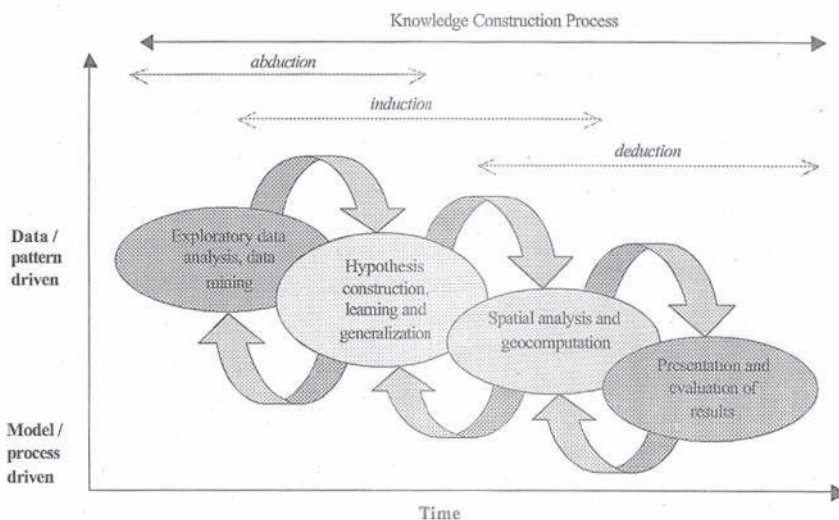 Knowledge Construction Process
abduction
induction
deduction
Data /
pattern
driven
Exploratory data
analysis, data
mining
Hypothesis
construction,
learning and
generalization
Spatial analysis and
geocomputation
Presentation and
evaluation of
results
Model /
process
driven
Time